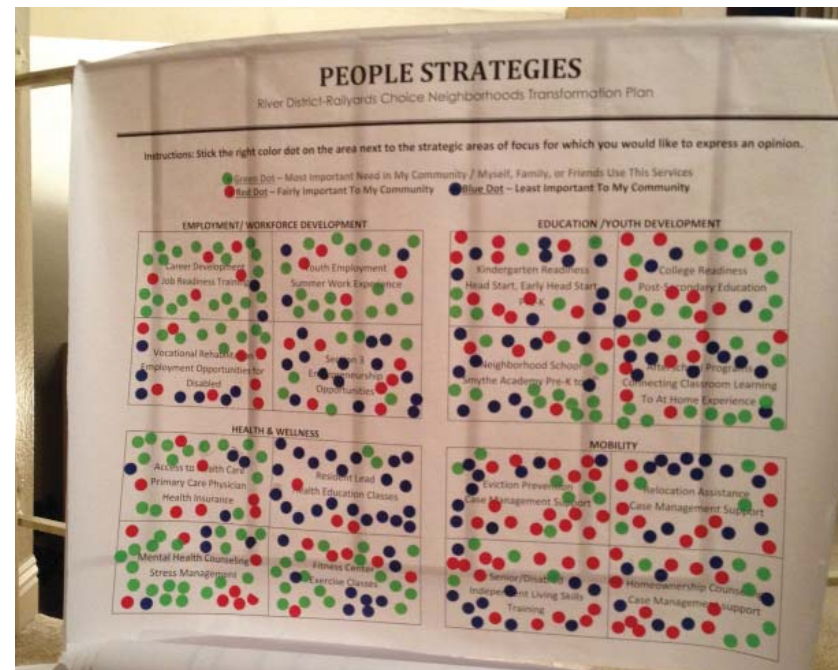 PEOPLE STRATEGIES
River District-Railyards Choice Neighborhoods Transformation Plan
Instructions: Stick the right color dot on the area next to the strategic areas of focus for which you would like to express an opinion.
Green Dot – Most Important Need in My Community / Myself, Family, or Friends Use This Services
Red Dot – Fairly Important To My Community Blue Dot – Least Important To My Community
EMPLOYMENT/ WORKFORCE DEVELOPMENT
Career Development
Job Readiness Training
Youth Employment
Summer Work Experience
Vocational Rehabilitation
Employment Opportunities for
Disabled
Section 3
Entrepreneurship
Opportunities
EDUCATION /YOUTH DEVELOPMENT
Kindergarten Readiness
Head Start, Early Head Start
College Readiness
Post-Secondary Education
Neighborhood School
Smythe Academy Pre-K to
Afterschool Programs
Connecting Classroom Learning
To At Home Experience
HEALTH & WELLNESS
Access to Health Care
Primary Care Physician
Health Insurance
Resident Lead
Health Education Classes
Mental Health Counseling
Stress Management
Fitness Center
Exercise Classes
MOBILITY
Eviction Prevention
Case Management Support
Relocation Assistance
Case Management Support
Senior/Disabled
Independent Living Skills
Training
Homeownership Counseling
Case Management support